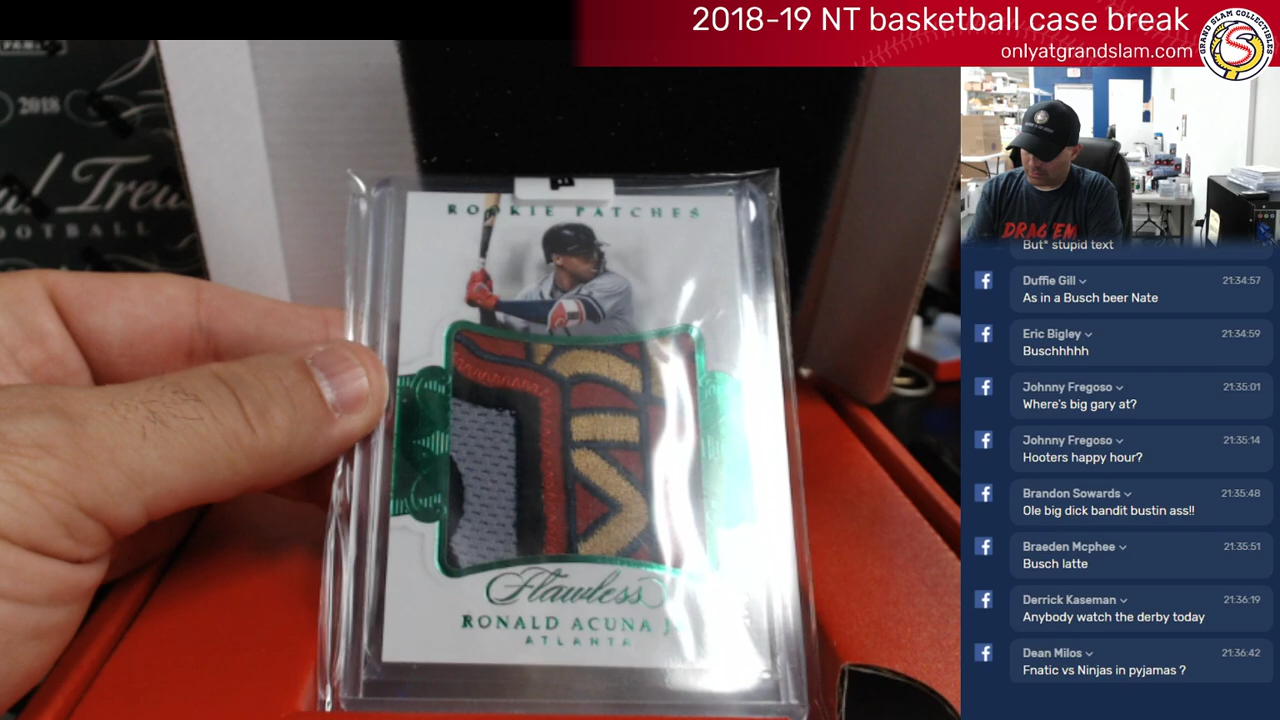 2018-19 NT basketball case break
onlyatgrandslam.com
GRAND SLAM COLLECTIBLES
2018
FOOTBALL
ROOKIE PATCHES
Flawless
RONALD ACUNA
ATLANTA
DRAG'EM
But* stupid text
Duffie Gill 21:34:57
As in a Busch beer Nate
Eric Bigley 21:34:59
Buschhhhh
Johnny Fregoso 21:35:01
Where's big gary at?
Johnny Fregoso 21:35:14
Hooters happy hour?
Brandon Sowards 21:35:48
Ole big dick bandit bustin ass!!
Braeden Mcphee 21:35:51
Busch latte
Derrick Kaseman 21:36:19
Anybody watch the derby today
Dean Milos 21:36:42
Fnatic vs Ninjas in pyjamas ?